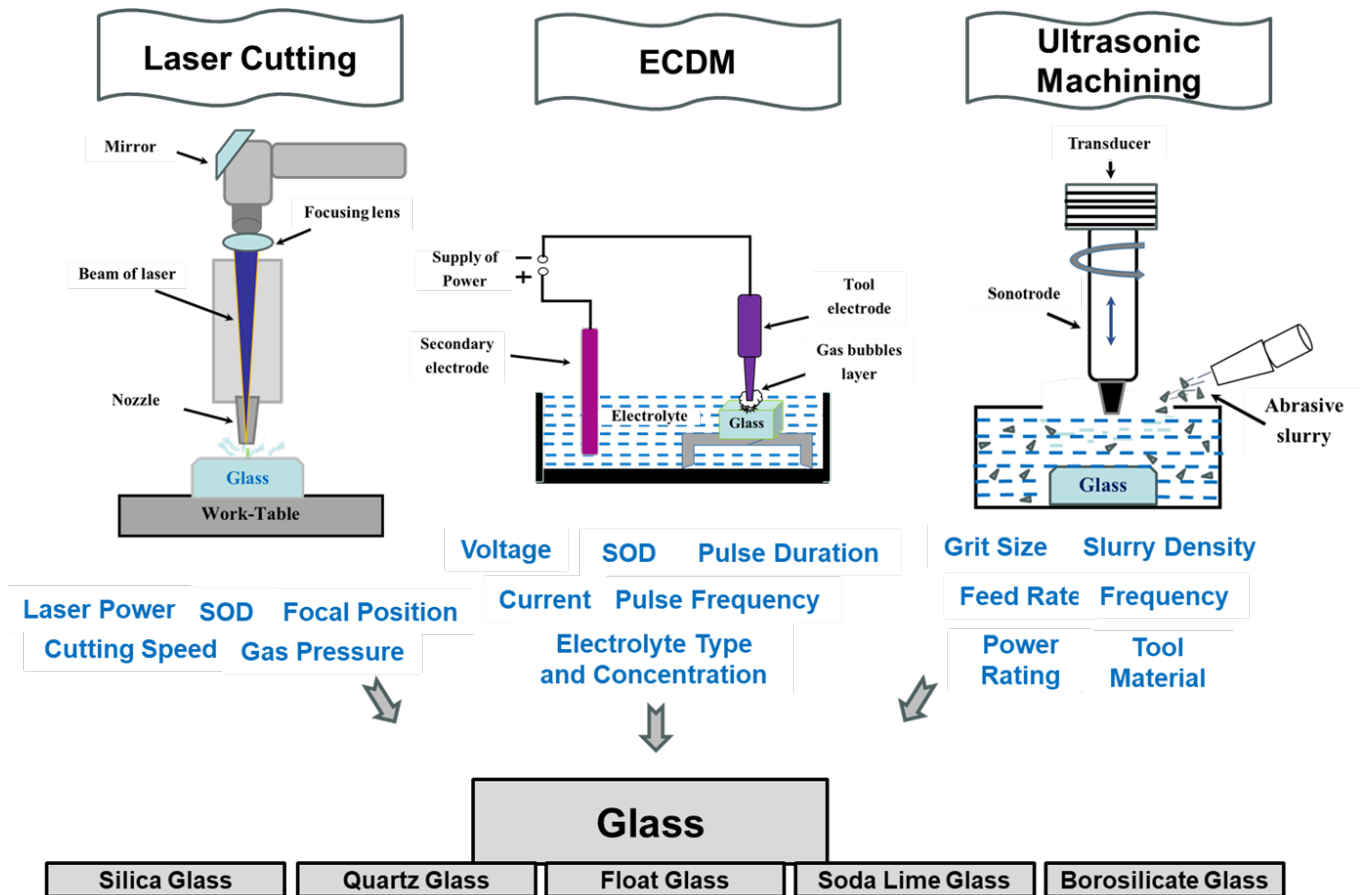 Laser Cutting
ECDM
Ultrasonic
Machining
Mirror
Focusing lens
Beam of laser
Nozzle
Glass
Work-Table
Supply of
Power
−
+
Tool
electrode
Secondary
electrode
Gas bubbles
layer
Electrolyte
Glass
Transducer
Sonotrode
Abrasive
slurry
Glass
Laser Power
SOD
Focal Position
Cutting Speed
Gas Pressure
Voltage
SOD
Pulse Duration
Current
Pulse Frequency
Electrolyte Type
and Concentration
Grit Size
Slurry Density
Feed Rate
Frequency
Power
Rating
Tool
Material
Glass
Silica Glass
Quartz Glass
Float Glass
Soda Lime Glass
Borosilicate Glass